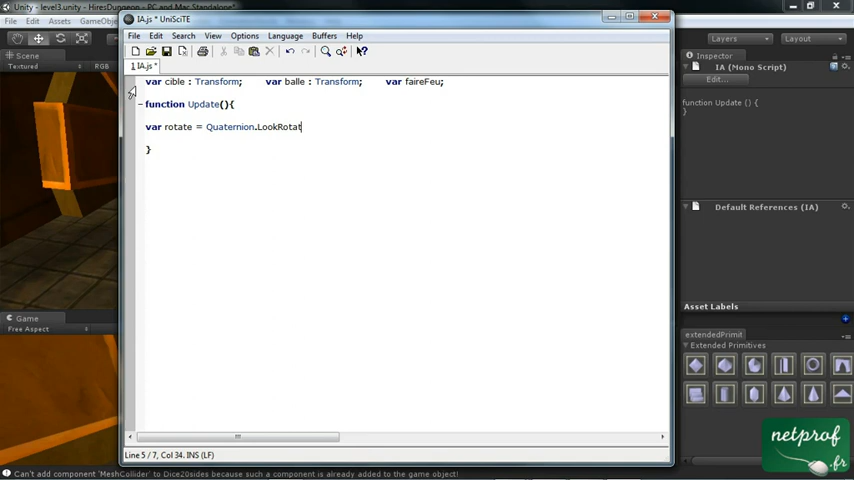 Unity - level3.unity - HiresDungeon - PC and Mac Standalone*
IA.js * UniSciTE
File Edit Assets GameObj
File Edit Search View Options Language Buffers Help
Layers Layout
Scene
Textured RGB
1 IA.js *
Inspector
IA (Mono Script)
Edit...
var cible : Transform; var balle : Transform; var faireFeu;
function Update(){
var rotate = Quaternion.LookRotat
}
function Update () {
}
Default References (IA)
Asset Labels
Game
Free Aspect
extendedPrimit
Extended Primitives
Line 5 / 7, Col 34. INS (LF)
Can't add component 'MeshCollider' to Dice20sides because such a component is already added to the game object!
netprof
.fr